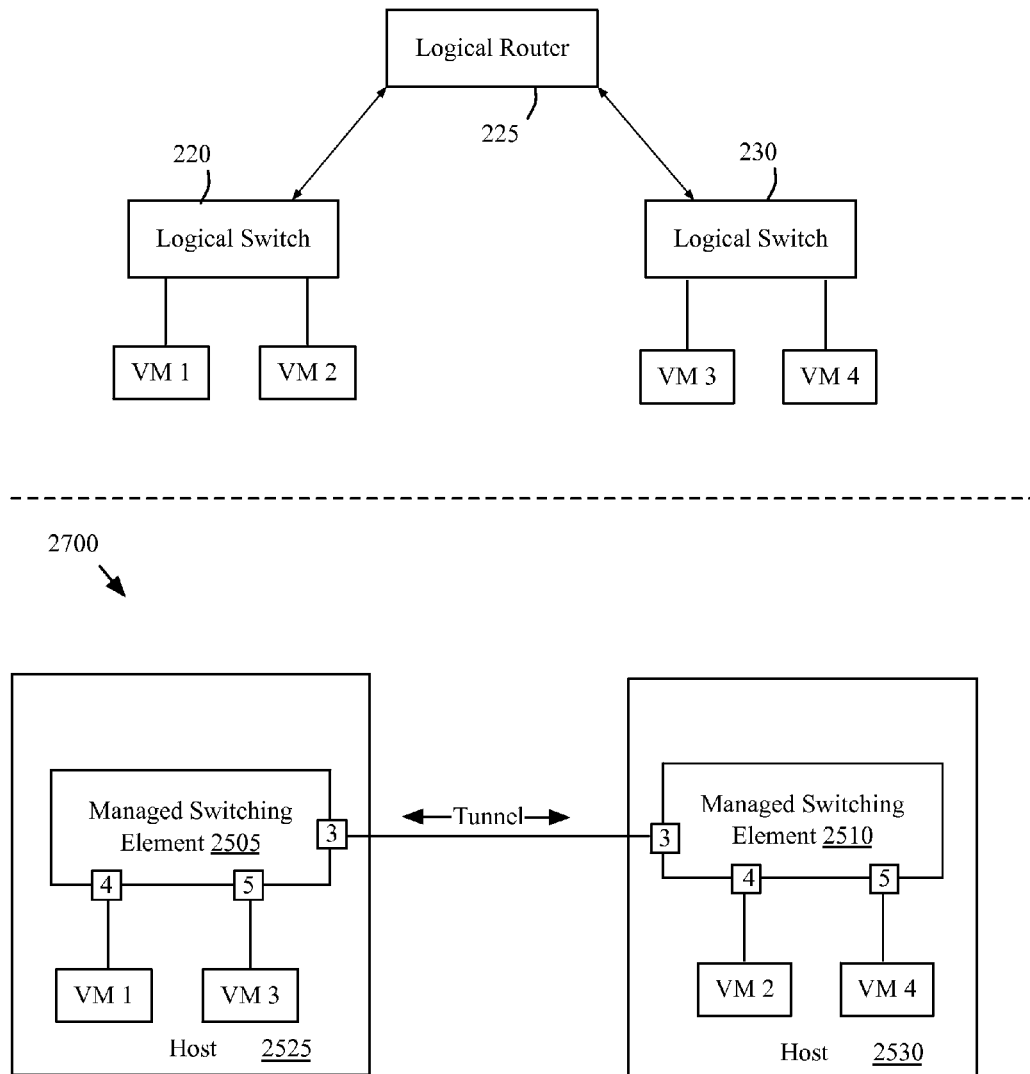 Logical Router
225
220
230
Logical Switch
Logical Switch
VM 1
VM 2
VM 3
VM 4
2700
Managed Switching
Element 2505
3
Tunnel
3
Managed Switching
Element 2510
4
5
4
5
VM 1
VM 3
VM 2
VM 4
Host 2525
Host 2530